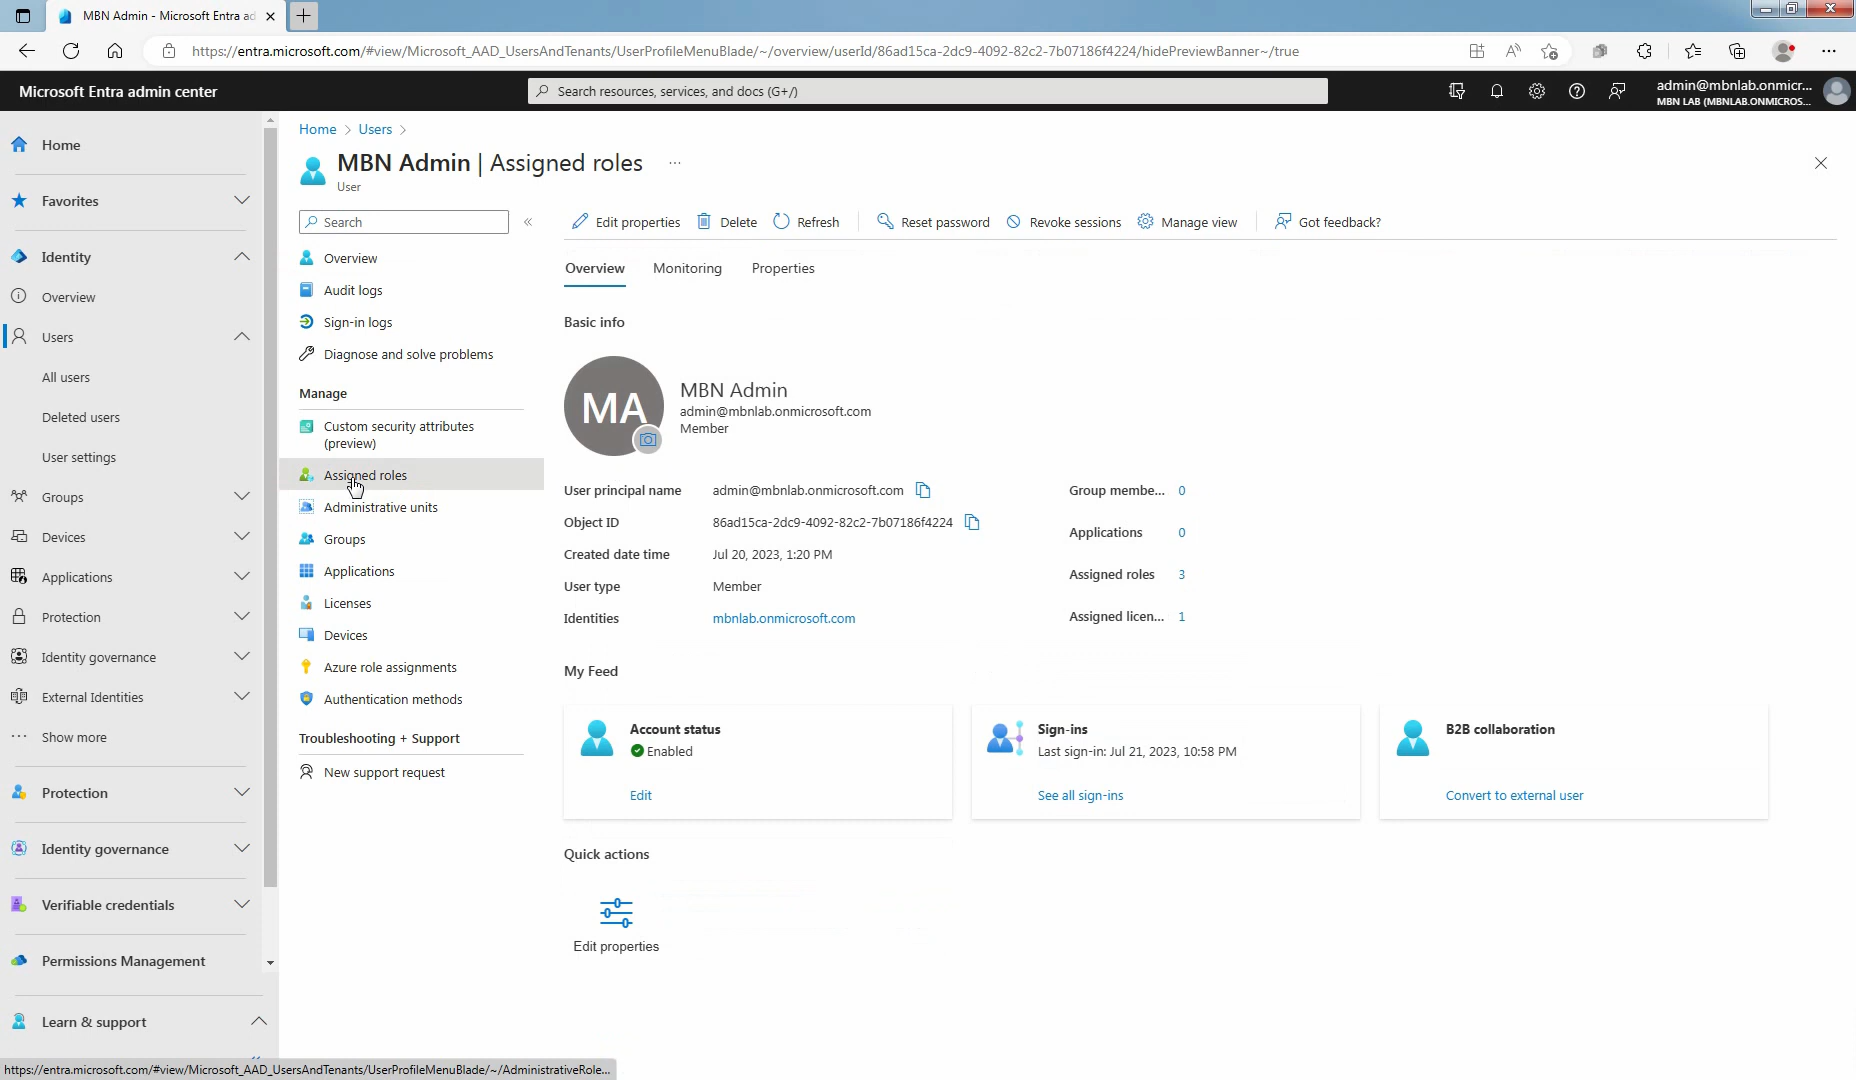 MBN Admin - Microsoft Entra ad
https://entra.microsoft.com/#view/Microsoft_AAD_UsersAndTenants/UserProfileMenuBlade/~/overview/userId/86ad15ca-2dc9-4092-82c2-7b07186f4224/hidePreviewBanner~/true
Microsoft Entra admin center
Search resources, services, and docs (G+/)
admin@mbnlab.onmicr...
MBN LAB (MBNLAB.ONMICROS...
Home
Favorites
Identity
Overview
Users
All users
Deleted users
User settings
Groups
Devices
Applications
Protection
Identity governance
External Identities
Show more
Protection
Identity governance
Verifiable credentials
Permissions Management
Learn & support
Home > Users >
MBN Admin | Assigned roles ...
User
Search
Overview
Audit logs
Sign-in logs
Diagnose and solve problems
Manage
Custom security attributes
(preview)
Assigned roles
Administrative units
Groups
Applications
Licenses
Devices
Azure role assignments
Authentication methods
Troubleshooting + Support
New support request
Edit properties Delete Refresh Reset password Revoke sessions Manage view Got feedback?
Overview Monitoring Properties
Basic info
MA
MBN Admin
admin@mbnlab.onmicrosoft.com
Member
User principal name admin@mbnlab.onmicrosoft.com
Object ID 86ad15ca-2dc9-4092-82c2-7b07186f4224
Created date time Jul 20, 2023, 1:20 PM
User type Member
Identities mbnlab.onmicrosoft.com
Group membe... 0
Applications 0
Assigned roles 3
Assigned licen... 1
My Feed
Account status
Enabled
Edit
Sign-ins
Last sign-in: Jul 21, 2023, 10:58 PM
See all sign-ins
B2B collaboration
Convert to external user
Quick actions
Edit properties
https://entra.microsoft.com/#view/Microsoft_AAD_UsersAndTenants/UserProfileMenuBlade/~/AdministrativeRole...